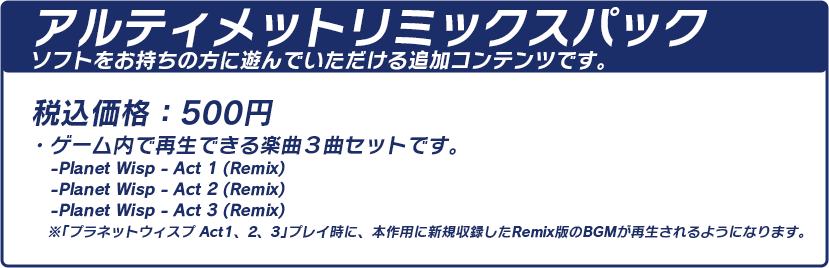 アルティメットリミックスパック
ソフトをお持ちの方に遊んでいただける追加コンテンツです。
税込価格：500円
・ゲーム内で再生できる楽曲３曲セットです。
-Planet Wisp - Act 1 (Remix)
-Planet Wisp - Act 2 (Remix)
-Planet Wisp - Act 3 (Remix)
※「プラネットウィスプ Act1、2、3」プレイ時に、本作用に新規収録したRemix版のBGMが再生されるようになります。